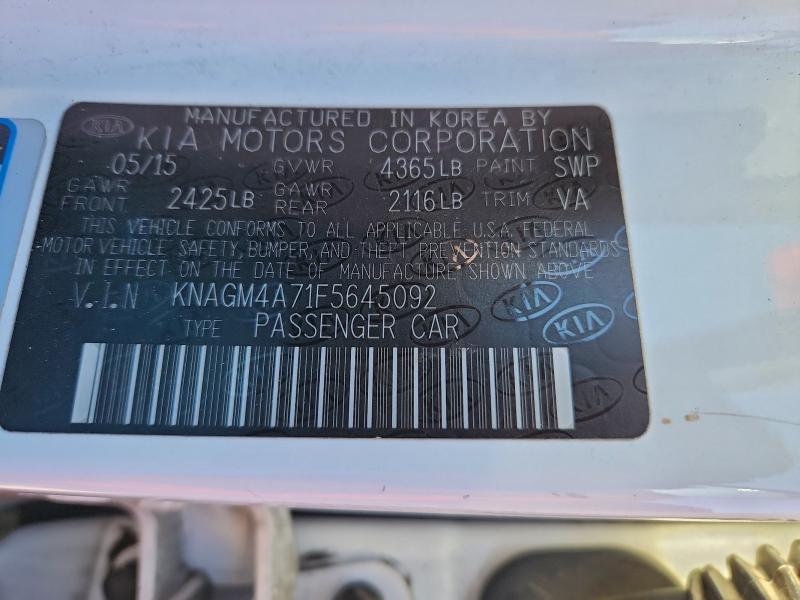 KIA MANUFACTURED IN KOREA BY
KIA MOTORS CORPORATION
05/15 GVWR 4365LB PAINT SWP
GAWR FRONT 2425LB GAWR REAR 2116LB TRIM VA
THIS VEHICLE CONFORMS TO ALL APPLICABLE U.S.A. FEDERAL
MOTOR VEHICLE SAFETY, BUMPER, AND THEFT PREVENTION STANDARDS
IN EFFECT ON THE DATE OF MANUFACTURE SHOWN ABOVE
V.I.N KNAGM4A71F5645092
TYPE PASSENGER CAR
KIA